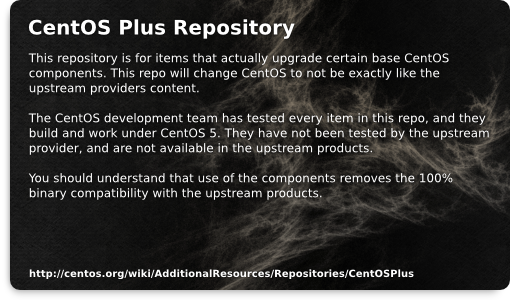 CentOS Plus Repository
This repository is for items that actually upgrade certain base CentOS
components. This repo will change CentOS to not be exactly like the
upstream providers content.
The CentOS development team has tested every item in this repo, and they
build and work under CentOS 5. They have not been tested by the upstream
provider, and are not available in the upstream products.
You should understand that use of the components removes the 100%
binary compatibility with the upstream products.
http://centos.org/wiki/AdditionalResources/Repositories/CentOSPlus